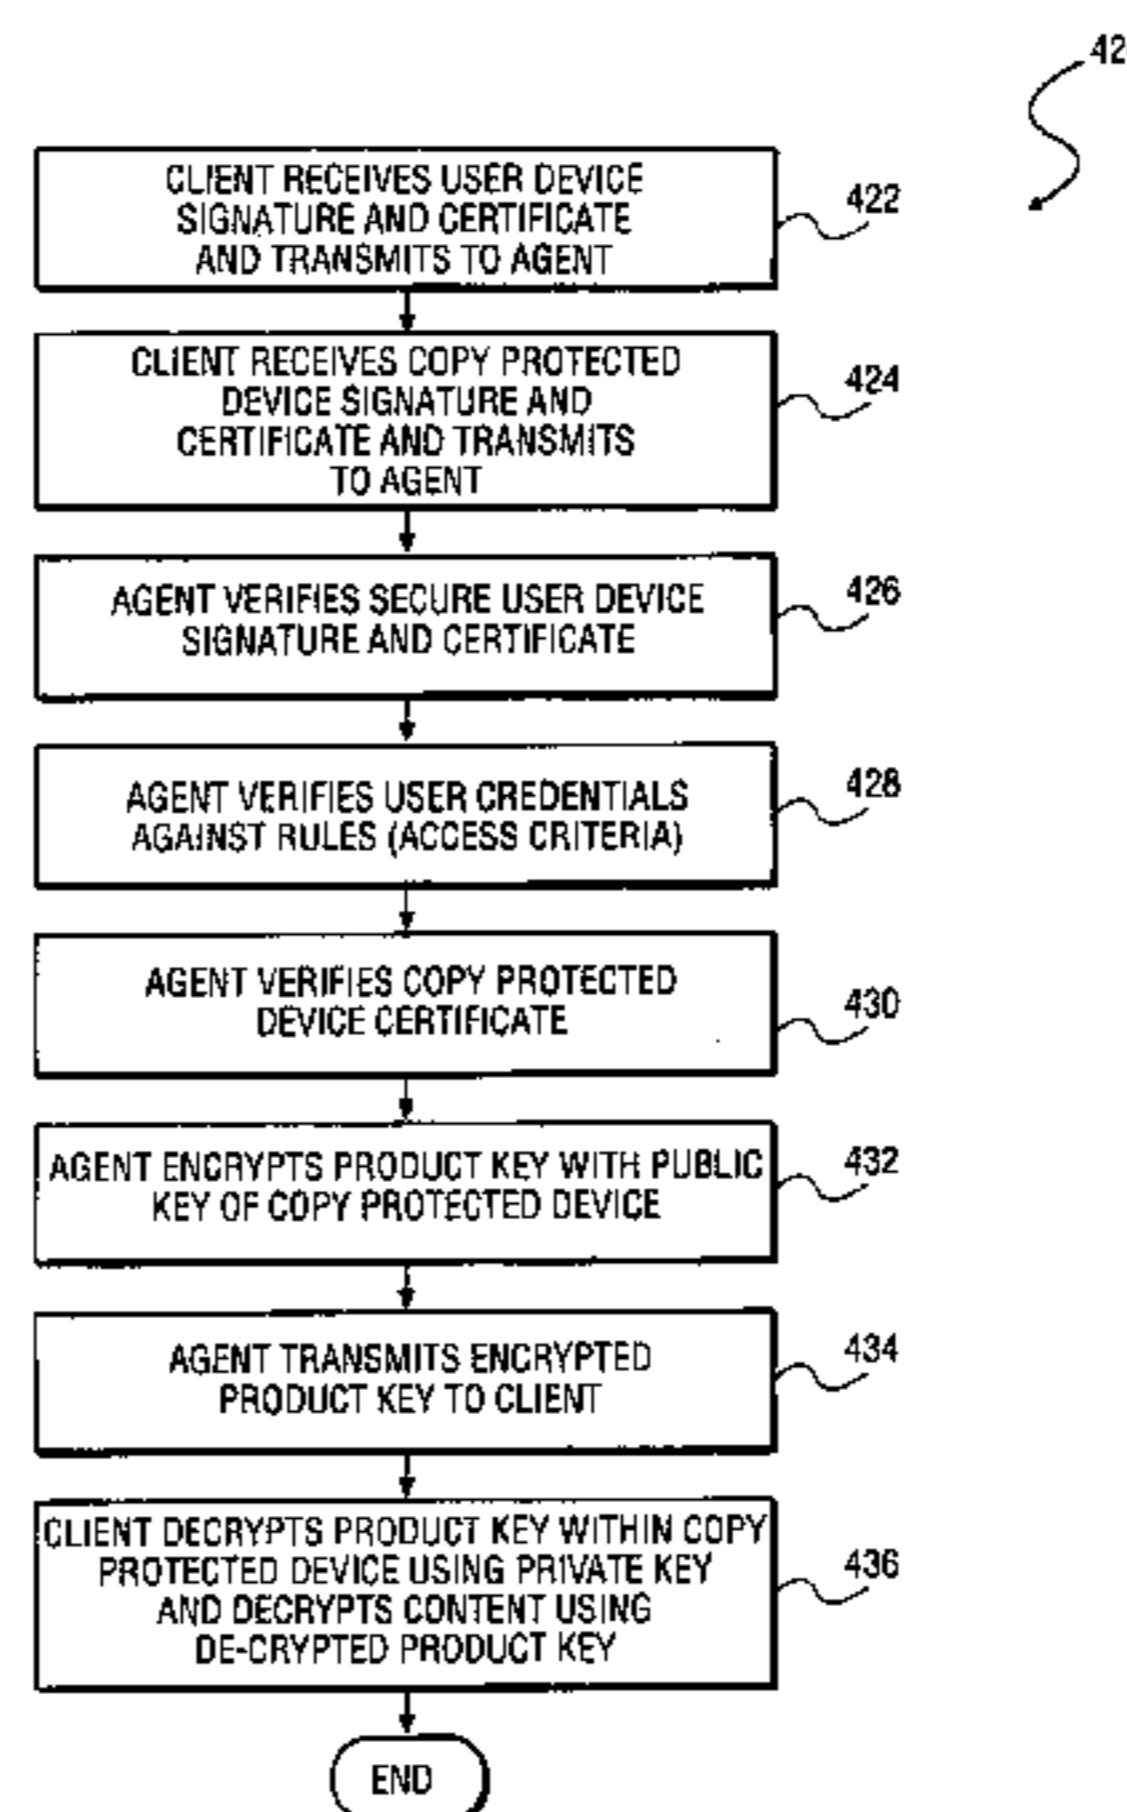 42
CLIENT RECEIVES USER DEVICE
SIGNATURE AND CERTIFICATE
AND TRANSMITS TO AGENT
422
CLIENT RECEIVES COPY PROTECTED
DEVICE SIGNATURE AND
CERTIFICATE AND TRANSMITS
TO AGENT
424
AGENT VERIFIES SECURE USER DEVICE
SIGNATURE AND CERTIFICATE
426
AGENT VERIFIES USER CREDENTIALS
AGAINST RULES (ACCESS CRITERIA)
428
AGENT VERIFIES COPY PROTECTED
DEVICE CERTIFICATE
430
AGENT ENCRYPTS PRODUCT KEY WITH PUBLIC
KEY OF COPY PROTECTED DEVICE
432
AGENT TRANSMITS ENCRYPTED
PRODUCT KEY TO CLIENT
434
CLIENT DECRYPTS PRODUCT KEY WITHIN COPY
PROTECTED DEVICE USING PRIVATE KEY
AND DECRYPTS CONTENT USING
DE-CRYPTED PRODUCT KEY
436
END